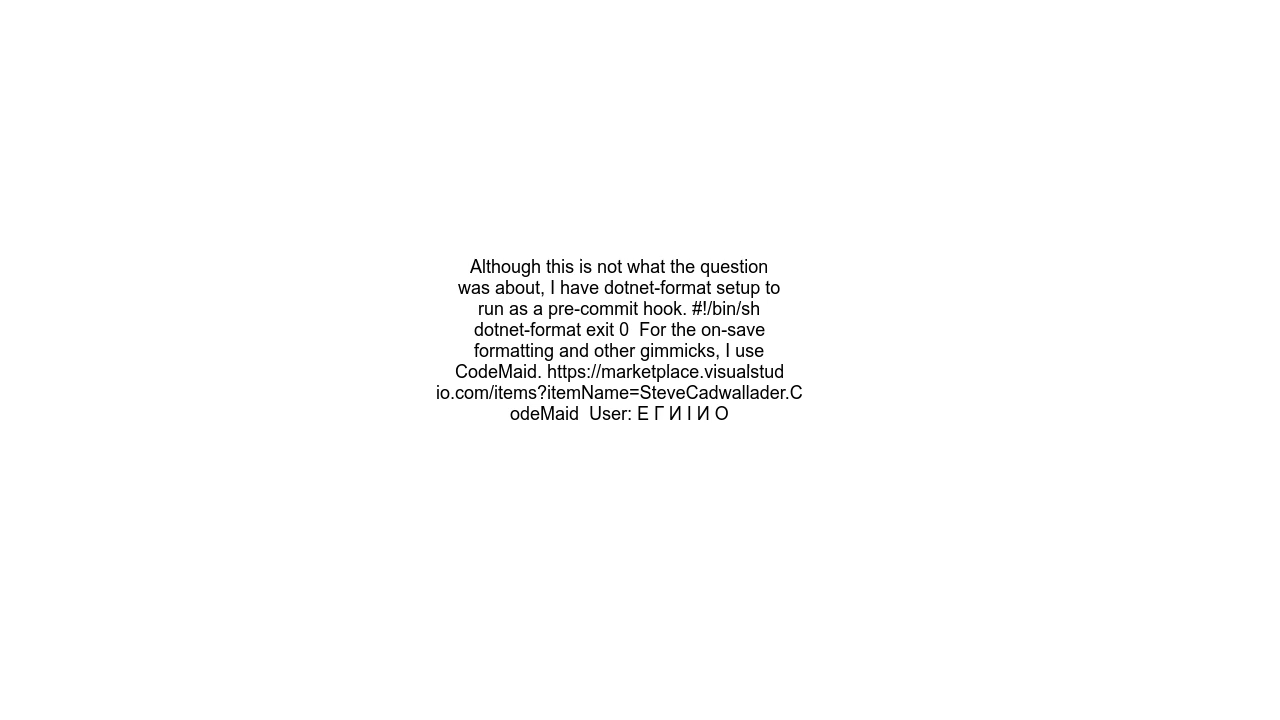 Although this is not what the question
was about, I have dotnet-format setup to
run as a pre-commit hook. #!/bin/sh
dotnet-format exit 0  For the on-save
formatting and other gimmicks, I use
CodeMaid. https://marketplace.visualstud
io.com/items?itemName=SteveCadwallader.C
odeMaid  User: Е Г И І И О